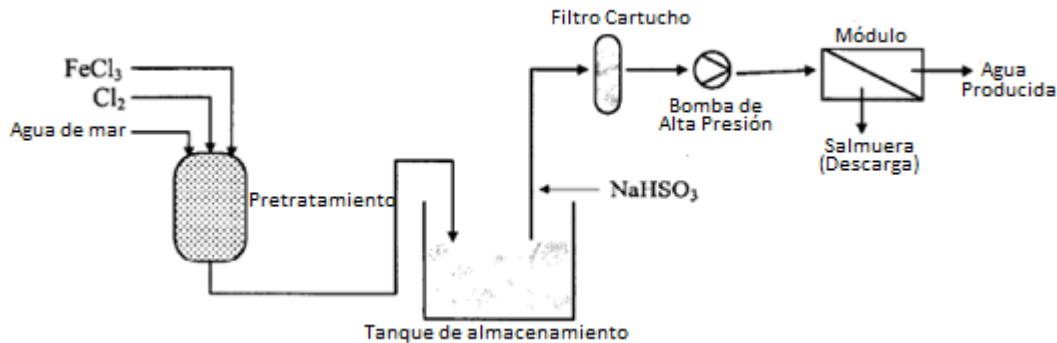 FeCl₃
Cl₂
Agua de mar
Pretratamiento
Tanque de almacenamiento
NaHSO₃
Filtro Cartucho
Bomba de
Alta Presión
Módulo
Agua
Producida
Salmuera
(Descarga)